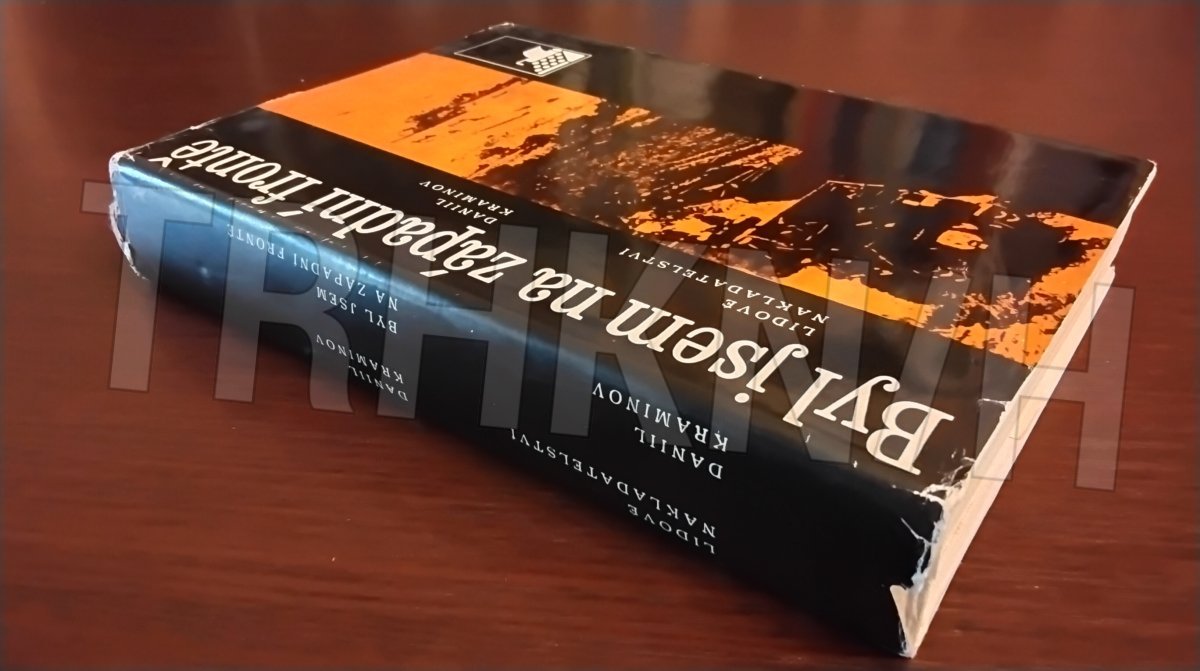 Byl jsem na západní frontě
DANIIL
KRAMINOV
LIDOVÉ
NAKLADATELSTVÍ
DANIIL
KRAMINOV
BYL JSEM
NA ZÁPADNÍ FRONTĚ
DANIIL
KRAMINOV
LIDOVÉ
NAKLADATELSTVÍ
TRHKNIH